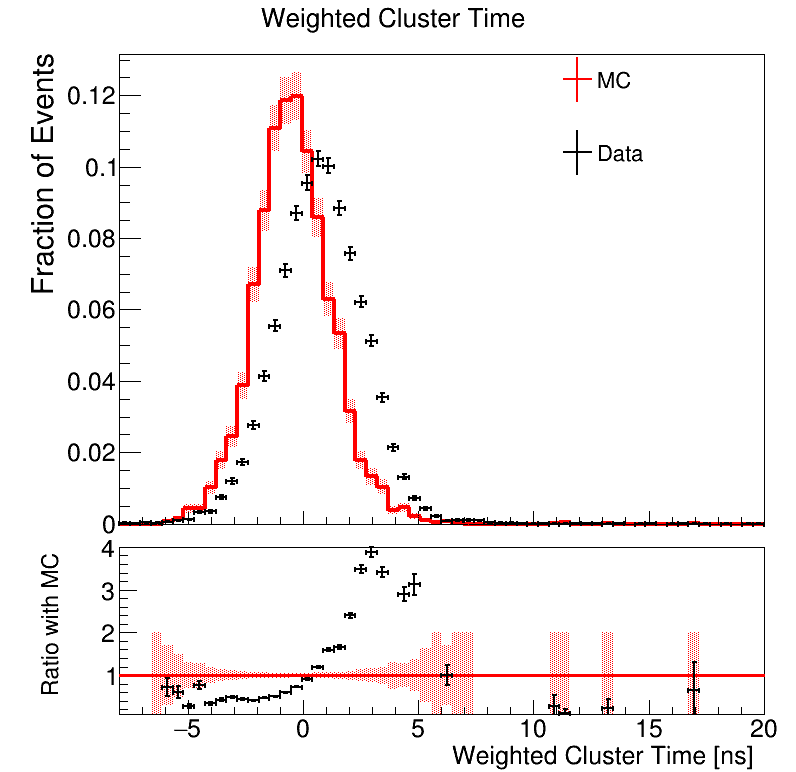 Weighted Cluster Time
Fraction of Events
MC
Data
0.12
0.1
0.08
0.06
0.04
0.02
0
Ratio with MC
4
3
2
1
−5 0 5 10 15 20
Weighted Cluster Time [ns]